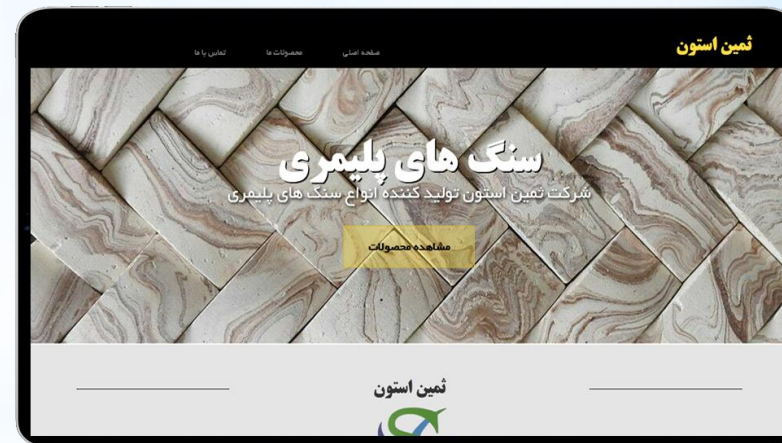 ثمین استون
صفحه اصلی
محصولات ما
تماس با ما
سنگ های پلیمری
شرکت ثمین استون تولید کننده انواع سنگ های پلیمری
مشاهده محصولات
ثمین استون